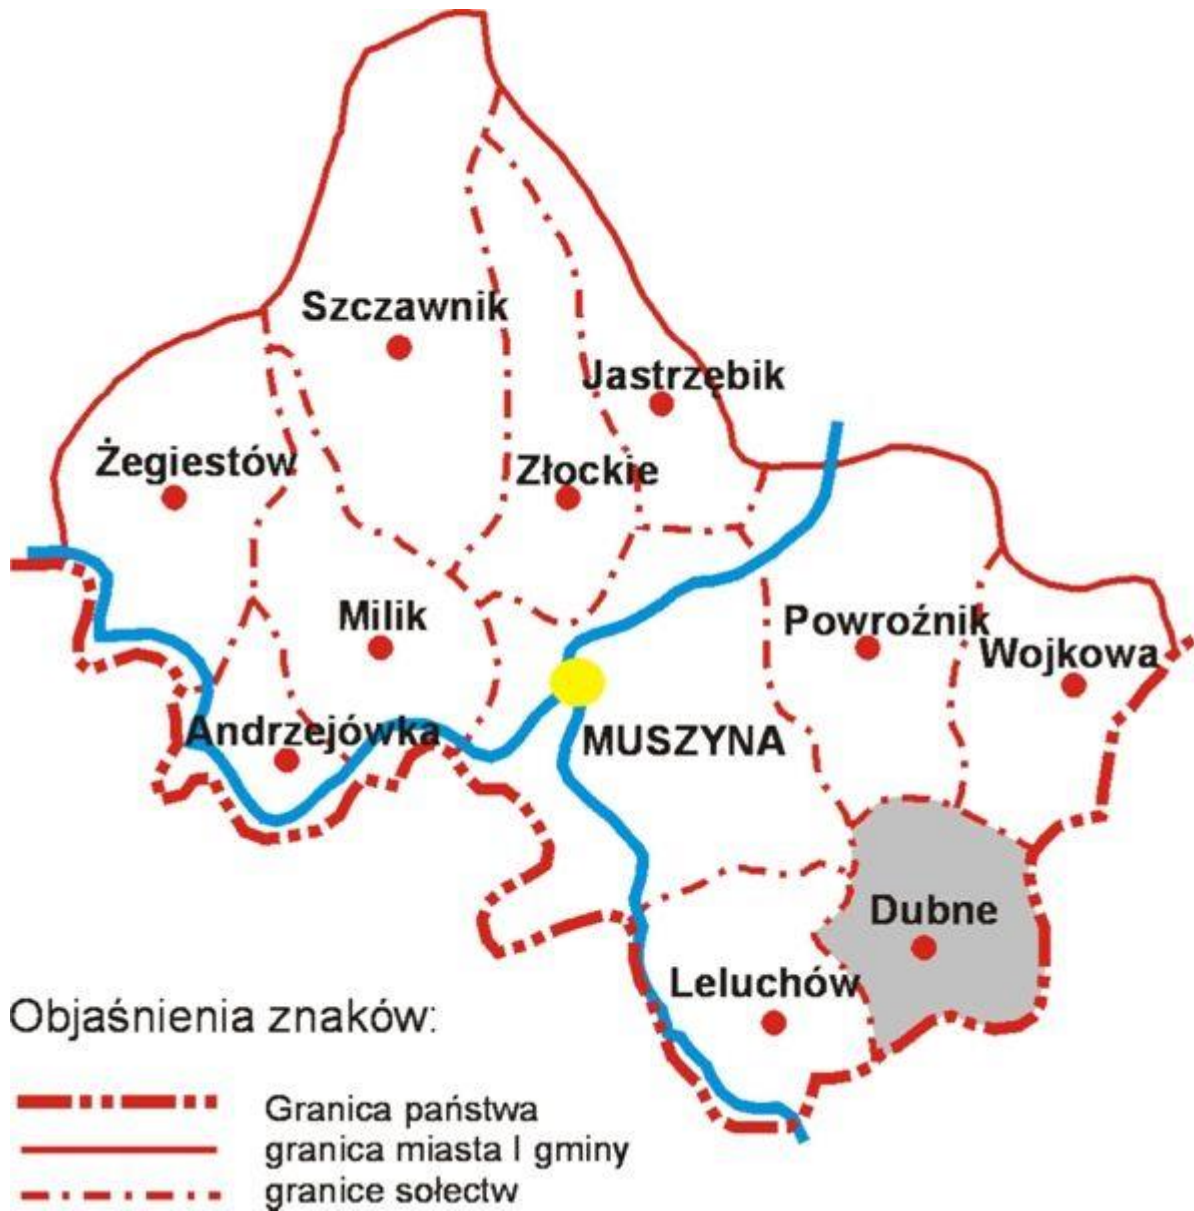 Szczawnik
Jastrzębik
Żegiestów
Złockie
Milik
Powroźnik
Wojkowa
Andrzejówka
MUSZYNA
Dubne
Leluchów
Objaśnienia znaków:
Granica państwa
granica miasta I gminy
granice sołectw